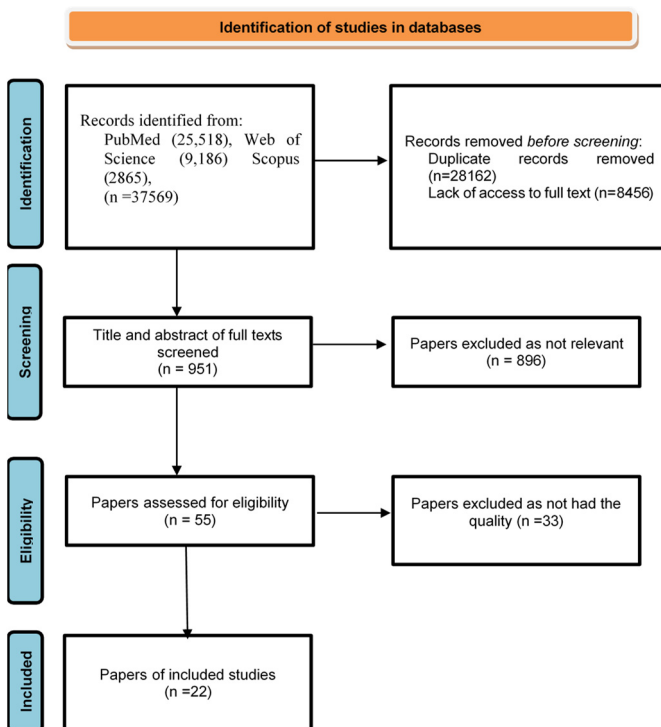 Identification of studies in databases
Identification
Records identified from:
PubMed (25,518), Web of
Science (9,186) Scopus
(2865),
(n =37569)
Records removed before screening:
Duplicate records removed
(n=28162)
Lack of access to full text (n=8456)
Screening
Title and abstract of full texts
screened
(n = 951)
Papers excluded as not relevant
(n = 896)
Eligibility
Papers assessed for eligibility
(n = 55)
Papers excluded as not had the
quality (n =33)
Included
Papers of included studies
(n =22)